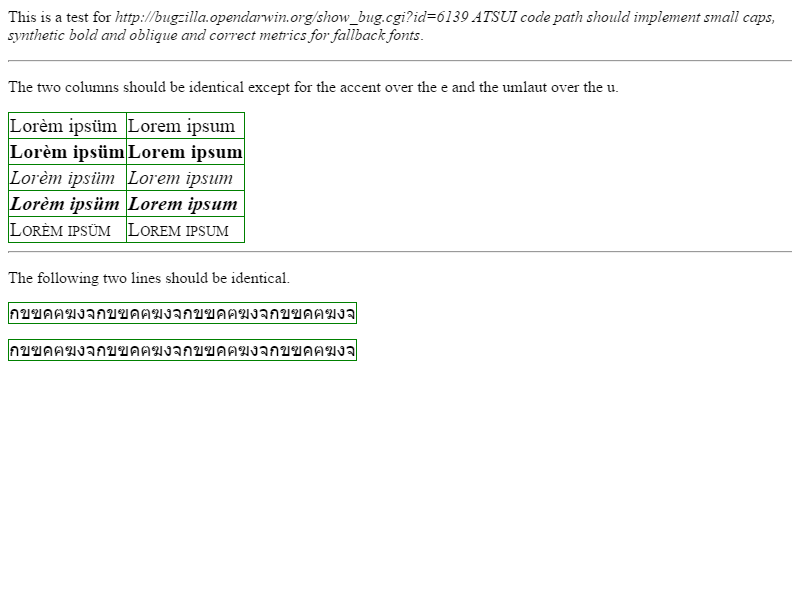 This is a test for http://bugzilla.opendarwin.org/show_bug.cgi?id=6139 ATSUI code path should implement small caps,
synthetic bold and oblique and correct metrics for fallback fonts.
The two columns should be identical except for the accent over the e and the umlaut over the u.
Lorèm ipsüm Lorem ipsum
Lorèm ipsüm Lorem ipsum
Lorèm ipsüm Lorem ipsum
Lorèm ipsüm Lorem ipsum
Lorèm ipsüm Lorem ipsum
The following two lines should be identical.
กขฃคฅฆงจกขฃคฅฆงจกขฃคฅฆงจกขฃคฅฆงจ
กขฃคฅฆงจกขฃคฅฆงจกขฃคฅฆงจกขฃคฅฆงจ